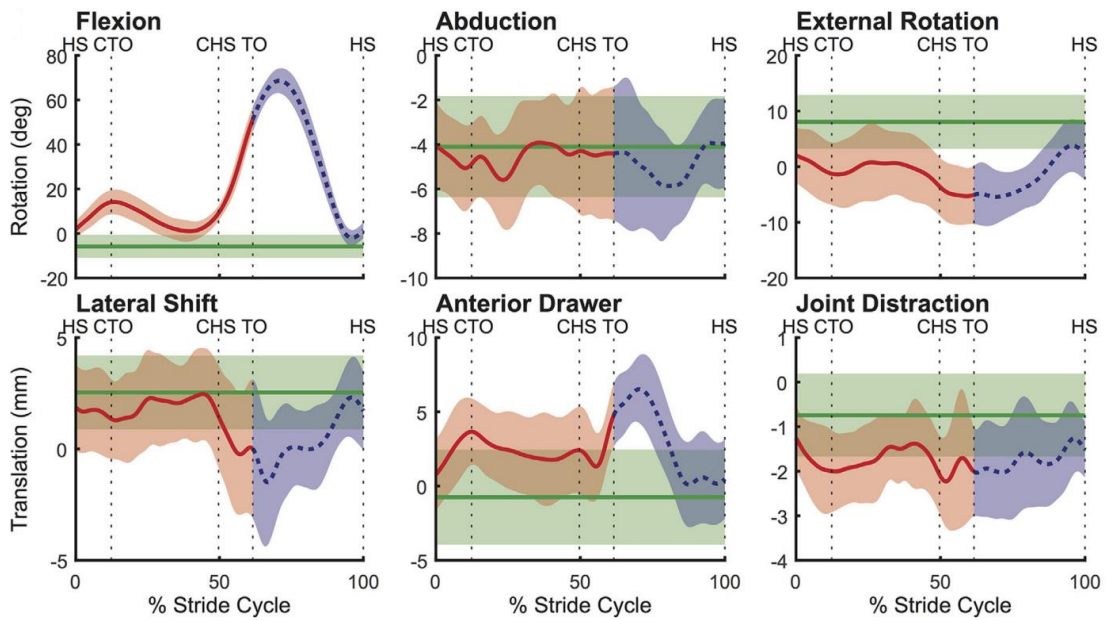 Flexion
HS CTO CHS TO HS
80
60
40
20
0
-20
Rotation (deg)
Abduction
HS CTO CHS TO HS
0
-2
-4
-6
-8
-10
External Rotation
HS CTO CHS TO HS
20
10
0
-10
-20
Lateral Shift
HS CTO CHS TO HS
5
0
-5
Translation (mm)
0 50 100
% Stride Cycle
Anterior Drawer
HS CTO CHS TO HS
10
5
0
-5
0 50 100
% Stride Cycle
Joint Distraction
HS CTO CHS TO HS
1
0
-1
-2
-3
-4
0 50 100
% Stride Cycle